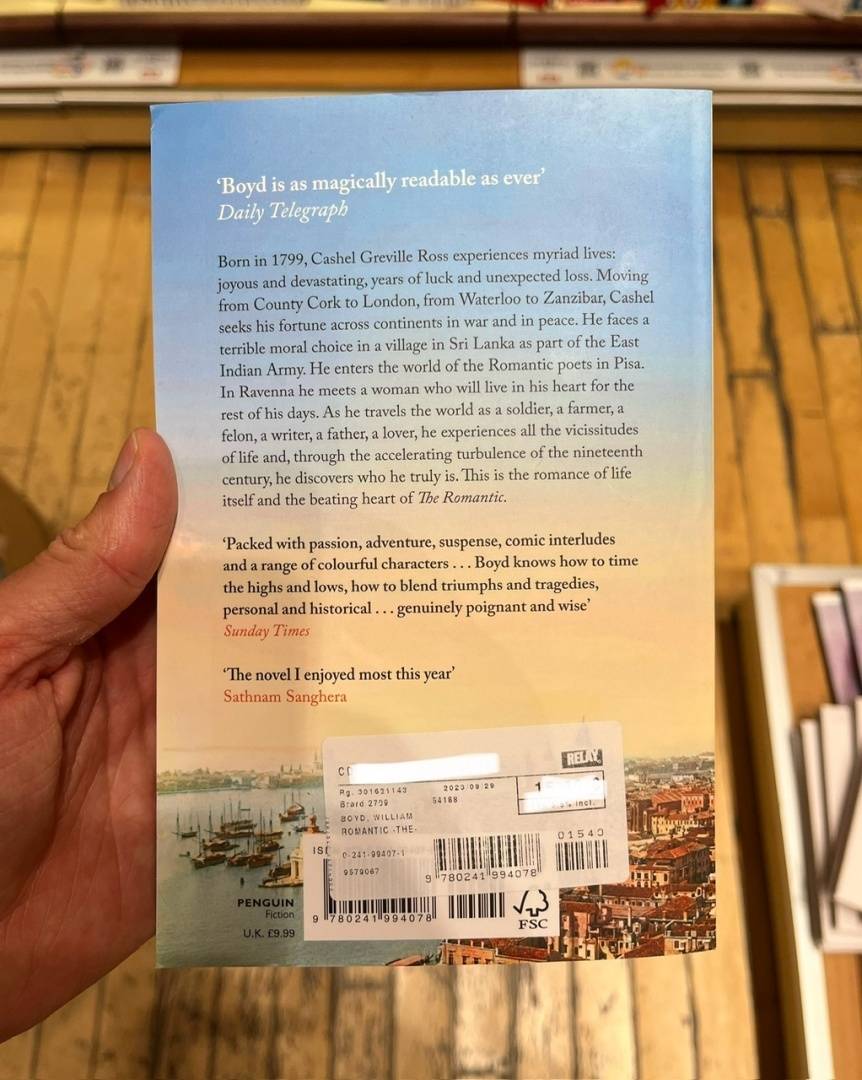 ‘Boyd is as magically readable as ever’
Daily Telegraph
Born in 1799, Cashel Greville Ross experiences myriad lives:
joyous and devastating, years of luck and unexpected loss. Moving
from County Cork to London, from Waterloo to Zanzibar, Cashel
seeks his fortune across continents in war and in peace. He faces a
terrible moral choice in a village in Sri Lanka as part of the East
Indian Army. He enters the world of the Romantic poets in Pisa.
In Ravenna he meets a woman who will live in his heart for the
rest of his days. As he travels the world as a soldier, a farmer, a
felon, a writer, a father, a lover, he experiences all the vicissitudes
of life and, through the accelerating turbulence of the nineteenth
century, he discovers who he truly is. This is the romance of life
itself and the beating heart of The Romantic.
‘Packed with passion, adventure, suspense, comic interludes
and a range of colourful characters . . . Boyd knows how to time
the highs and lows, how to blend triumphs and tragedies,
personal and historical . . . genuinely poignant and wise’
Sunday Times
‘The novel I enjoyed most this year’
Sathnam Sanghera
RELAY
Rg. 301621143 2023/09/29
54188
BOYD, WILLIAM
ROMANTIC -THE-
incl.
01540
0-241-99407-1
9579067
9 780241 994078
PENGUIN
Fiction
U.K. £9.99
9 780241 994078
FSC